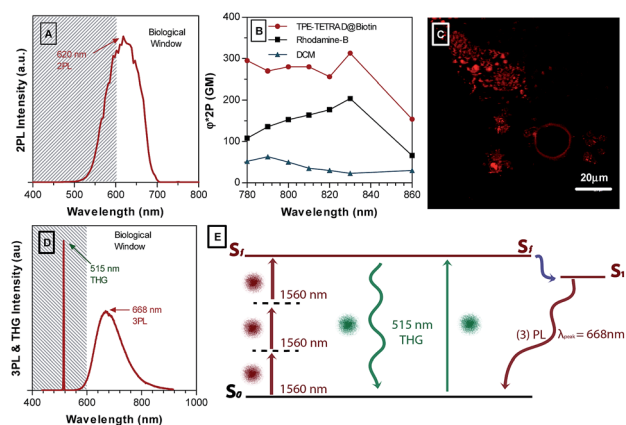 A
Biological
Window
620 nm
2PL
2PL Intensity (a.u.)
400 500 600 700 800
Wavelength (nm)
B
TPE-TETRAD@Biotin
Rhodamine-B
DCM
φ*2P (GM)
400
300
200
100
0
780 800 820 840 860
Wavelength (nm)
C
20μm
D
Biological
Window
515 nm
THG
668 nm
3PL
3PL & THG Intensity (au)
400 600 800 1000
Wavelength (nm)
E
Sf
Sf
S1
1560 nm
1560 nm
1560 nm
515 nm
THG
(3) PL λpeak = 668nm
S0